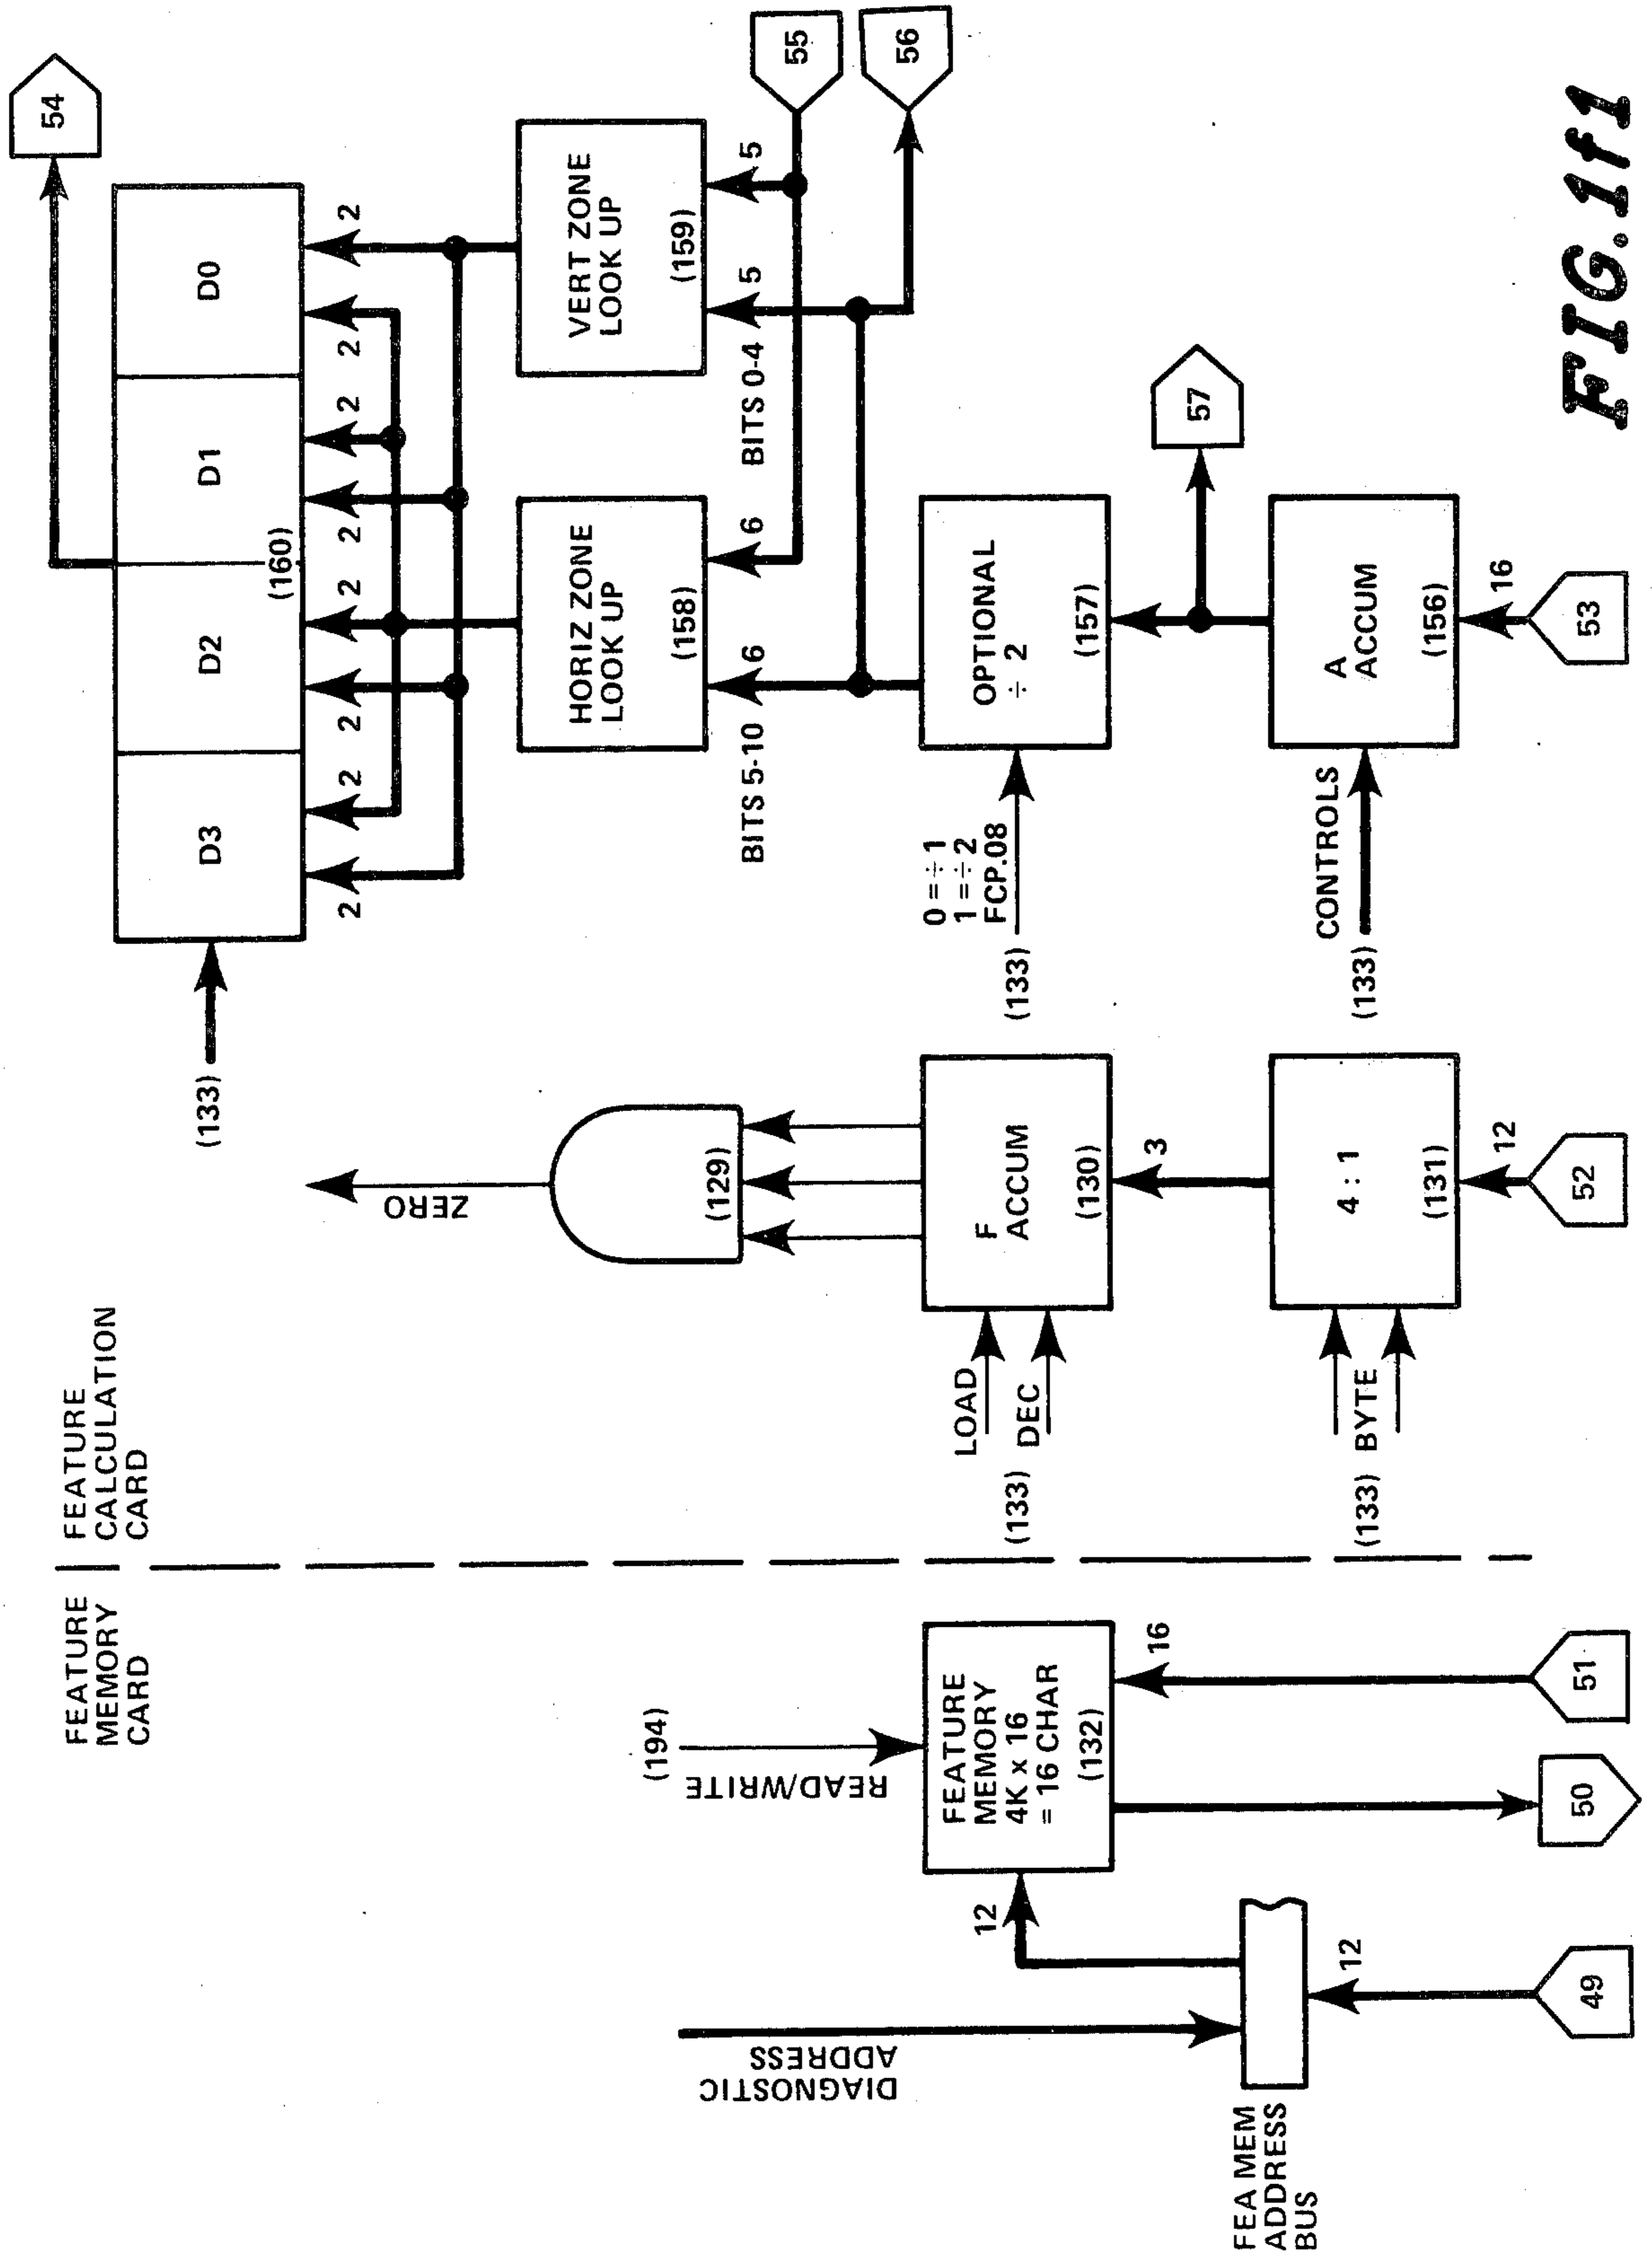 FEATURE
MEMORY
CARD
FEATURE
CALCULATION
CARD
(194)
READ/WRITE
DIAGNOSTIC
ADDRESS
FEATURE
MEMORY
4K x 16
= 16 CHAR
(132)
12
16
FEA MEM
ADDRESS
BUS
12
49
50
51
ZERO
(129)
LOAD
(133)
DEC
F
ACCUM
(130)
3
(133)
BYTE
4 : 1
(131)
12
52
(133)
D3
D2
D1
D0
(160)
54
2
2
2
2
2
2
2
2
HORIZ ZONE
LOOK UP
(158)
VERT ZONE
LOOK UP
(159)
BITS 5-10
6
6
BITS 0-4
5
5
55
56
0 = ÷ 1
1 = ÷ 2
FCP.08
(133)
OPTIONAL
÷ 2
(157)
57
CONTROLS
(133)
A
ACCUM
(156)
16
53
FIG.1f1